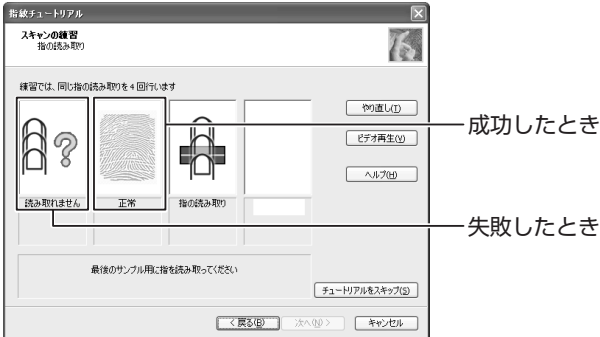 指紋チュートリアル
スキャンの練習
指の読み取り
練習では、同じ指の読み取りを4回行います
やり直し(T)
ビデオ再生(V)
ヘルプ(H)
成功したとき
読み取れません
正常
指の読み取り
失敗したとき
最後のサンプル用に指を読み取ってください
チュートリアルをスキップ(S)
< 戻る(B)
次へ(N) >
キャンセル